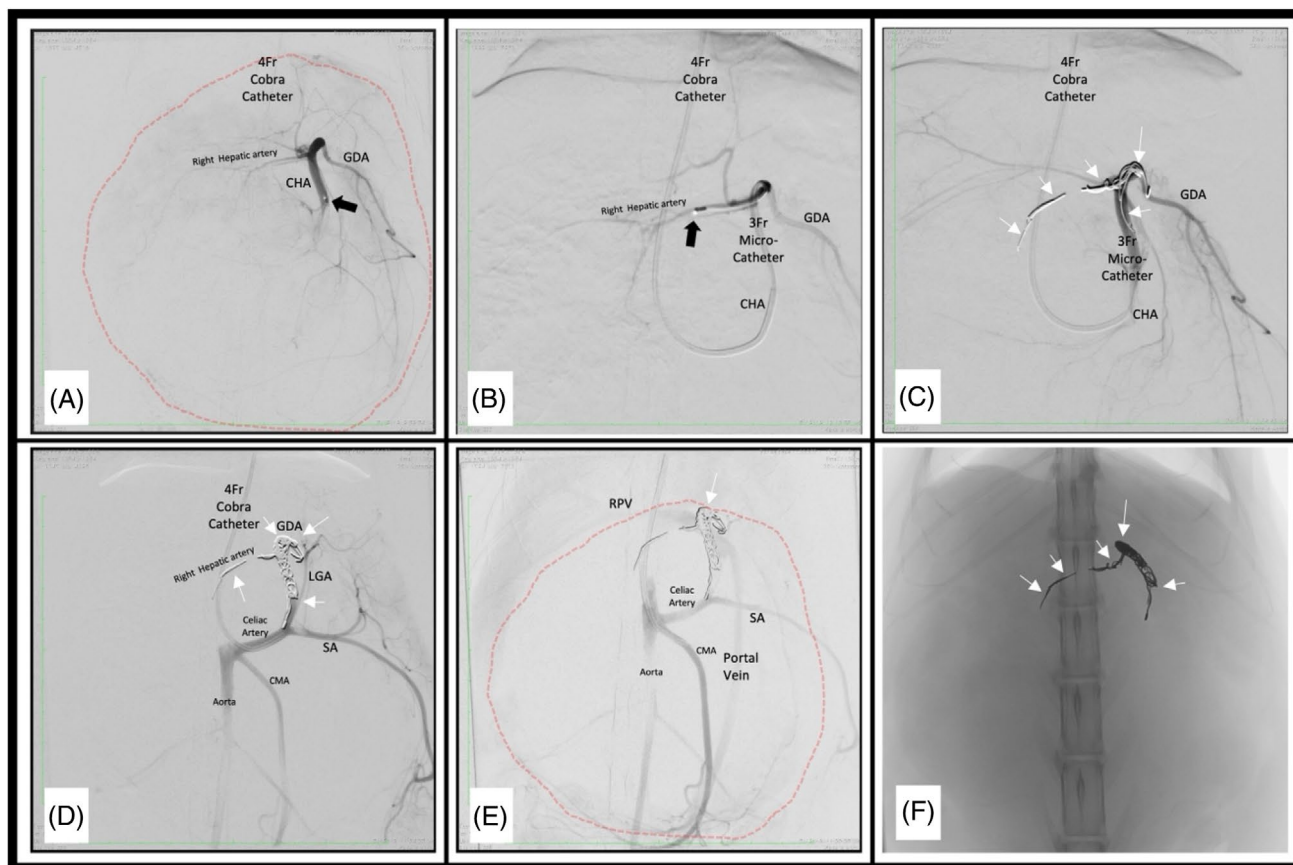 4Fr
Cobra
Catheter
Right Hepatic artery
GDA
CHA
(A)
4Fr
Cobra
Catheter
Right Hepatic artery
GDA
3Fr
Micro-
Catheter
CHA
(B)
4Fr
Cobra
Catheter
GDA
3Fr
Micro-
Catheter
CHA
(C)
4Fr
Cobra
Catheter
GDA
Right Hepatic artery
LGA
Celiac
Artery
SA
CMA
Aorta
(D)
RPV
Celiac
Artery
SA
CMA
Portal
Vein
Aorta
(E)
(F)